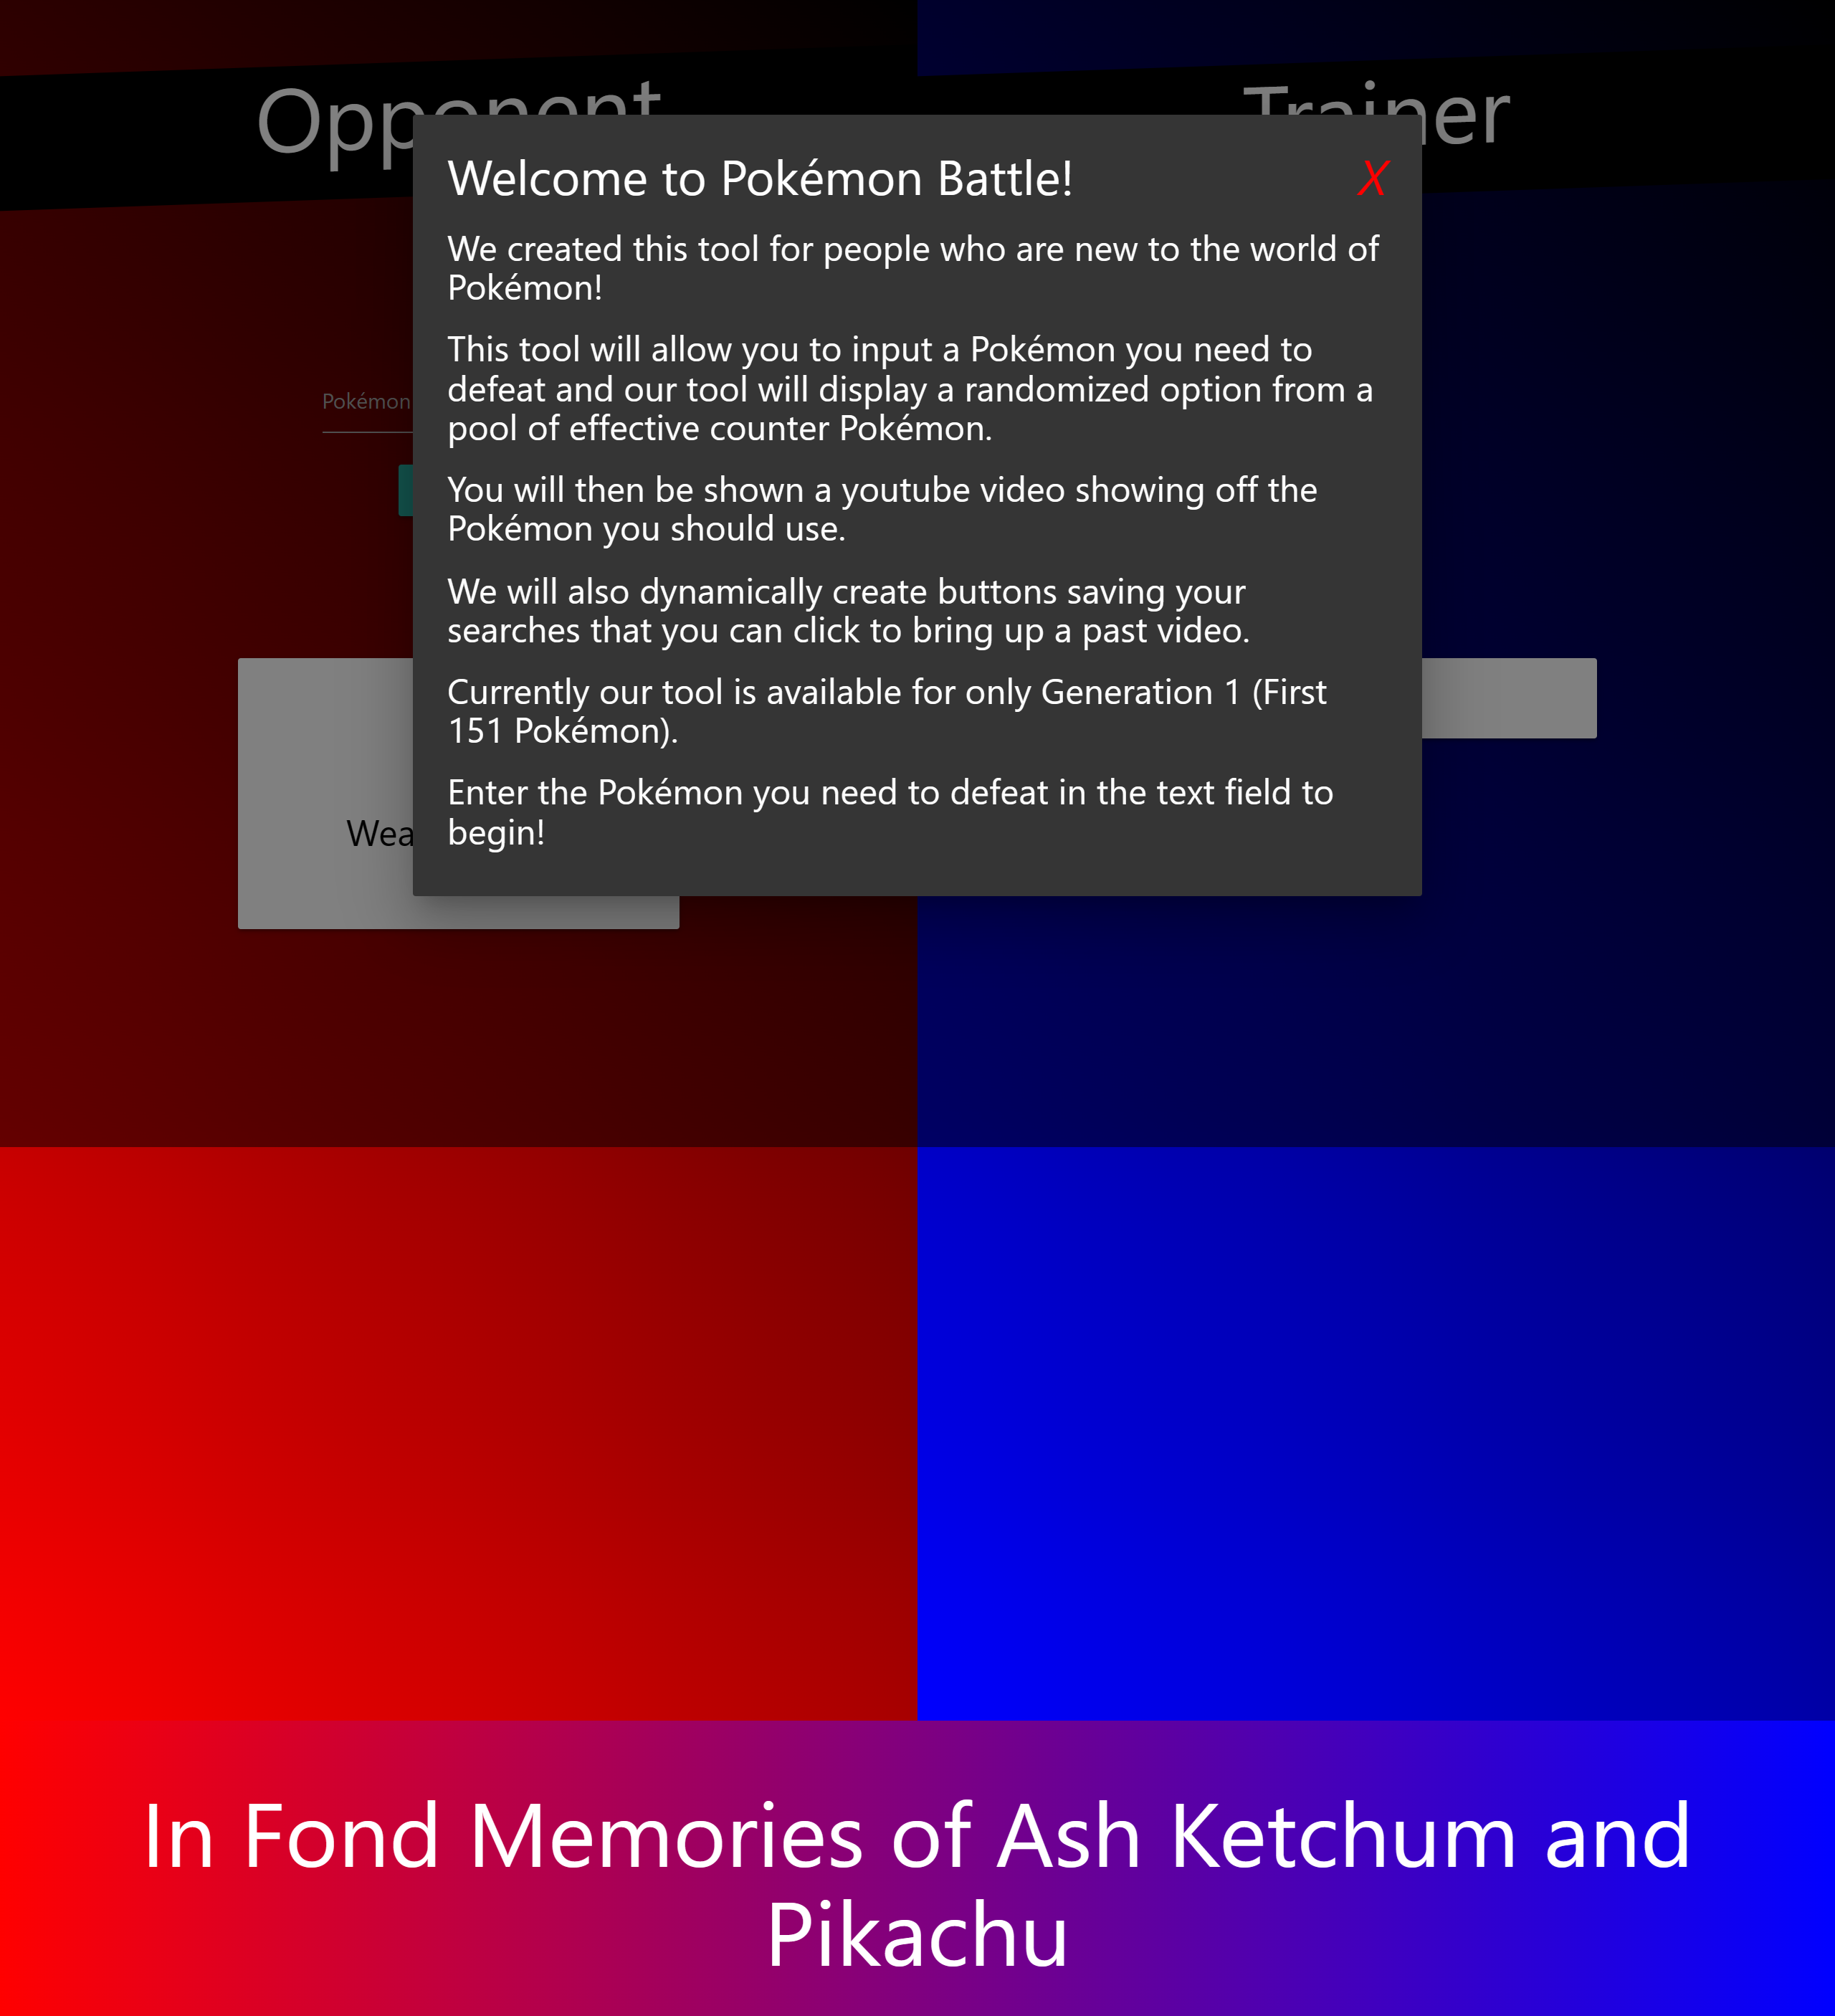 Opponent
Trainer
Welcome to Pokémon Battle!
X
We created this tool for people who are new to the world of
Pokémon!
This tool will allow you to input a Pokémon you need to
defeat and our tool will display a randomized option from a
pool of effective counter Pokémon.
You will then be shown a youtube video showing off the
Pokémon you should use.
We will also dynamically create buttons saving your
searches that you can click to bring up a past video.
Currently our tool is available for only Generation 1 (First
151 Pokémon).
Enter the Pokémon you need to defeat in the text field to
begin!
Pokémon
In Fond Memories of Ash Ketchum and
Pikachu